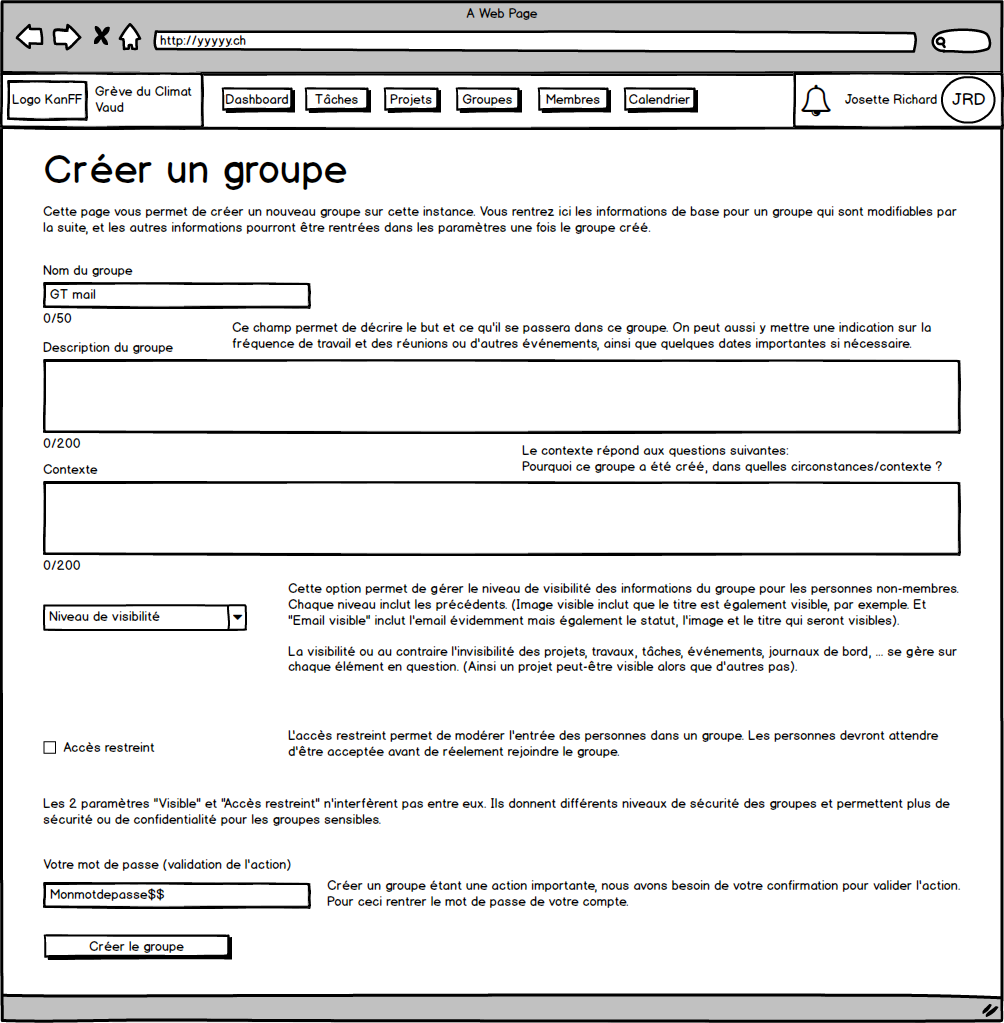 A Web Page
http://yyyyy.ch
Logo KanFF
Grève du Climat
Vaud
Dashboard
Tâches
Projets
Groupes
Membres
Calendrier
Josette Richard
JRD
Créer un groupe
Cette page vous permet de créer un nouveau groupe sur cette instance. Vous rentrez ici les informations de base pour un groupe qui sont modifiables par
la suite, et les autres informations pourront être rentrées dans les paramètres une fois le groupe créé.
Nom du groupe
GT mail
0/50
Ce champ permet de décrire le but et ce qu'il se passera dans ce groupe. On peut aussi y mettre une indication sur la
fréquence de travail et des réunions ou d'autres événements, ainsi que quelques dates importantes si nécessaire.
Description du groupe
0/200
Le contexte répond aux questions suivantes:
Pourquoi ce groupe a été créé, dans quelles circonstances/contexte ?
Contexte
0/200
Cette option permet de gérer le niveau de visibilité des informations du groupe pour les personnes non-membres.
Chaque niveau inclut les précédents. (Image visible inclut que le titre est également visible, par exemple. Et
"Email visible" inclut l'email évidemment mais également le statut, l'image et le titre qui seront visibles).
Niveau de visibilité
La visibilité ou au contraire l'invisibilité des projets, travaux, tâches, événements, journaux de bord, ... se gère sur
chaque élément en question. (Ainsi un projet peut-être visible alors que d'autres pas).
L'accès restreint permet de modérer l'entrée des personnes dans un groupe. Les personnes devront attendre
d'être acceptée avant de réelement rejoindre le groupe.
Accès restreint
Les 2 paramètres "Visible" et "Accès restreint" n'interfèrent pas entre eux. Ils donnent différents niveaux de sécurité des groupes et permettent plus de
sécurité ou de confidentialité pour les groupes sensibles.
Votre mot de passe (validation de l'action)
Monmotdepasse$$
Créer un groupe étant une action importante, nous avons besoin de votre confirmation pour valider l'action.
Pour ceci rentrer le mot de passe de votre compte.
Créer le groupe